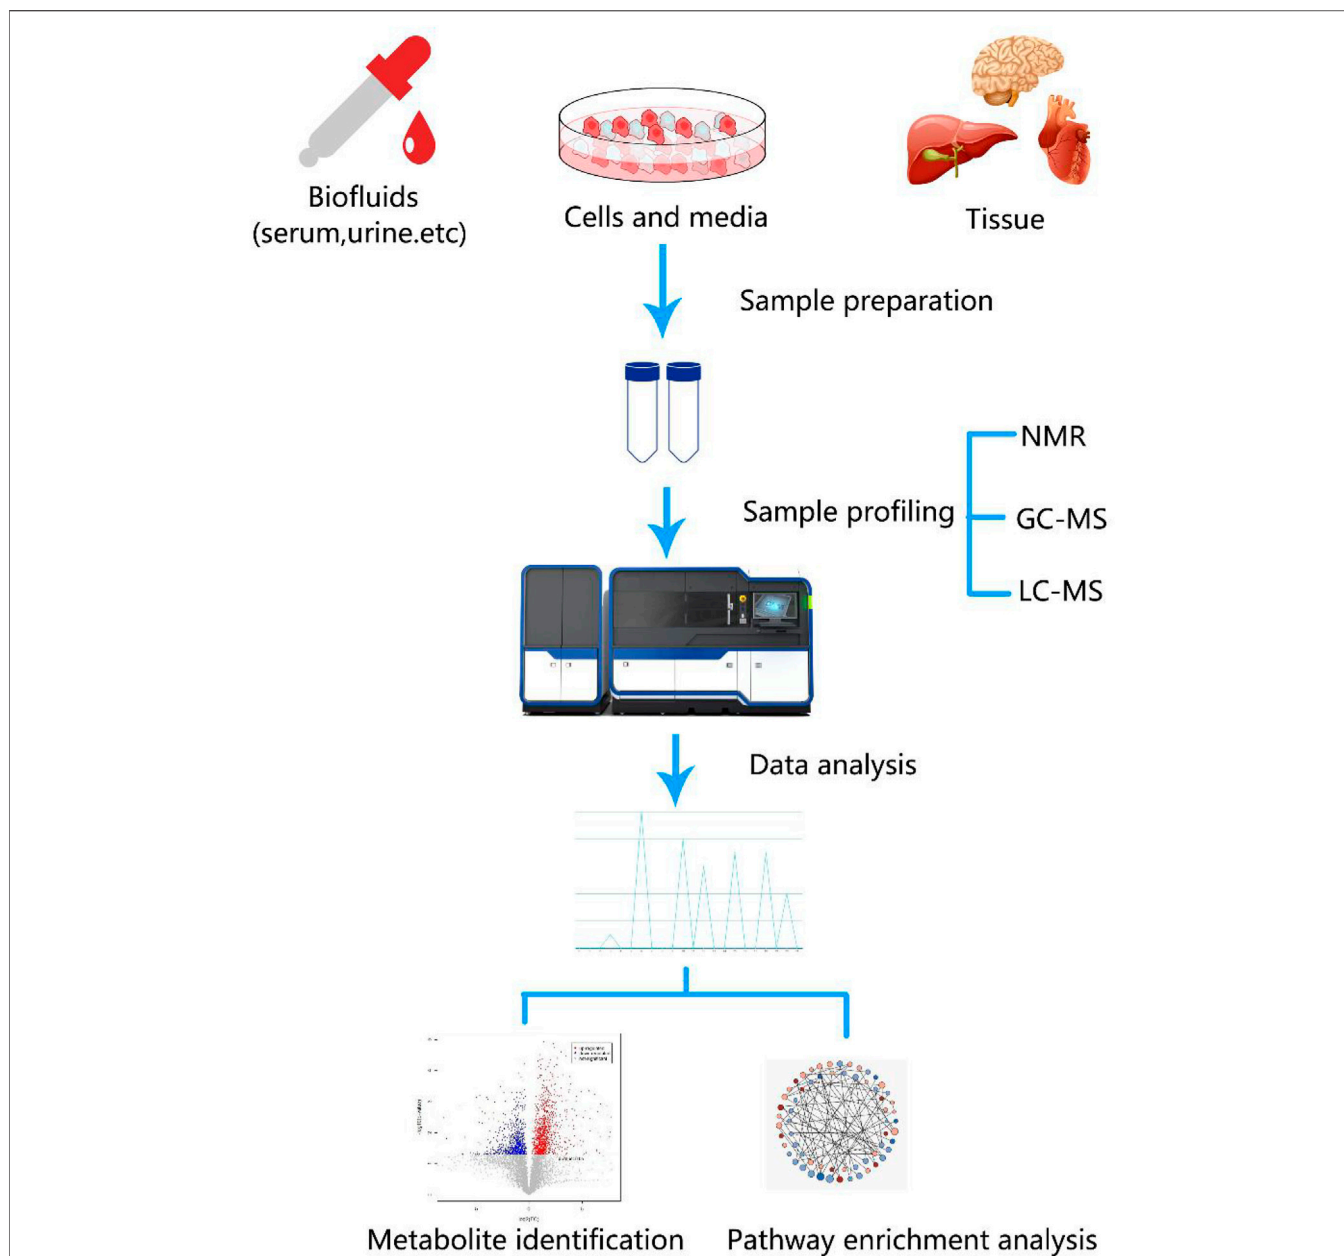 Biofluids
(serum,urine.etc)
Cells and media
Tissue
Sample preparation
Sample profiling
NMR
GC-MS
LC-MS
Data analysis
Metabolite identification
Pathway enrichment analysis